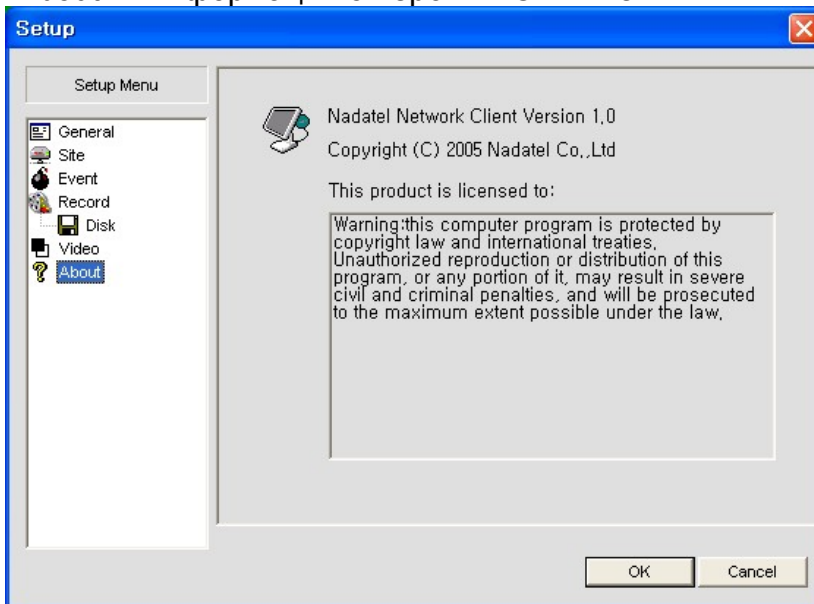 Setup
Setup Menu
General
Site
Event
Record
Disk
Video
About
Nadatel Network Client Version 1,0
Copyright (C) 2005 Nadatel Co,,Ltd
This product is licensed to:
Warning:this computer program is protected by
copyright law and international treaties,
Unauthorized reproduction or distribution of this
program, or any portion of it, may result in severe
civil and criminal penalties, and will be prosecuted
to the maximum extent possible under the law,
OK
Cancel